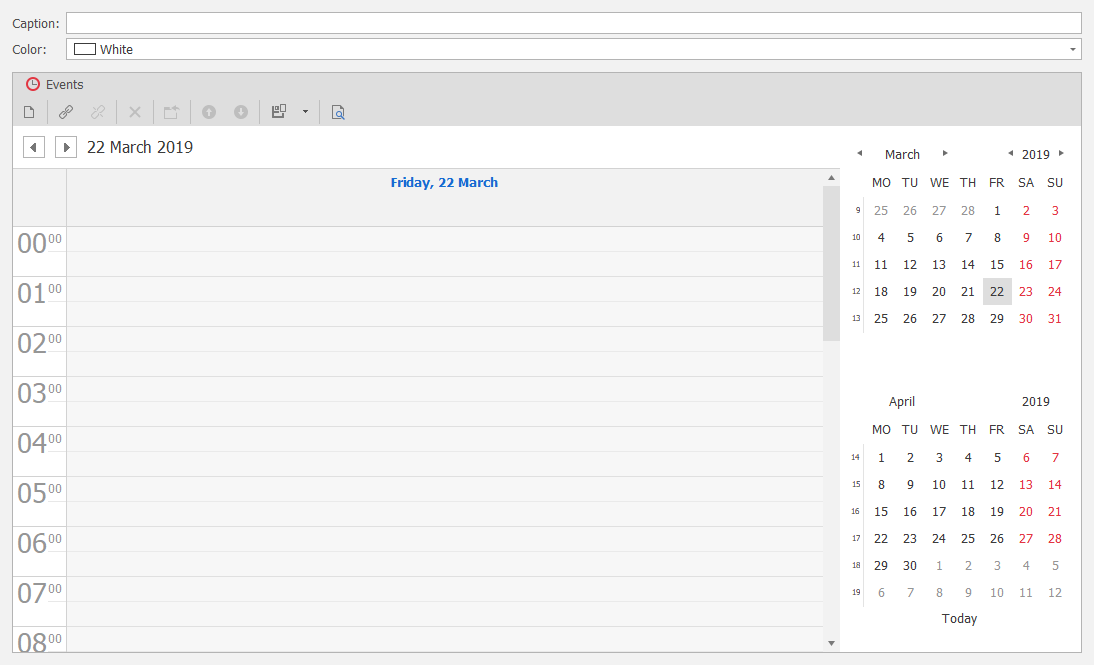 Caption:
Color: White
Events
22 March 2019
Friday, 22 March
00 00
01 00
02 00
03 00
04 00
05 00
06 00
07 00
08 00
March 2019
MO TU WE TH FR SA SU
9 25 26 27 28 1 2 3
10 4 5 6 7 8 9 10
11 11 12 13 14 15 16 17
12 18 19 20 21 22 23 24
13 25 26 27 28 29 30 31
April 2019
MO TU WE TH FR SA SU
14 1 2 3 4 5 6 7
15 8 9 10 11 12 13 14
16 15 16 17 18 19 20 21
17 22 23 24 25 26 27 28
18 29 30 1 2 3 4 5
19 6 7 8 9 10 11 12
Today